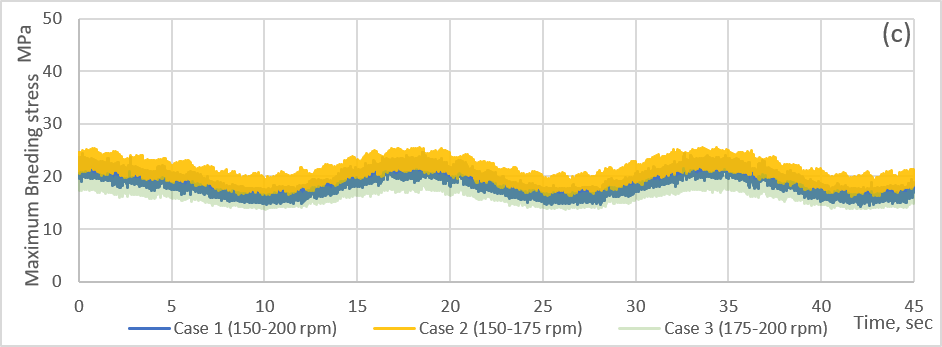 (c)
Maximum Bneding stress MPa
50
40
30
20
10
0
0 5 10 15 20 25 30 35 40 45
Time, sec
Case 1 (150-200 rpm) Case 2 (150-175 rpm) Case 3 (175-200 rpm)